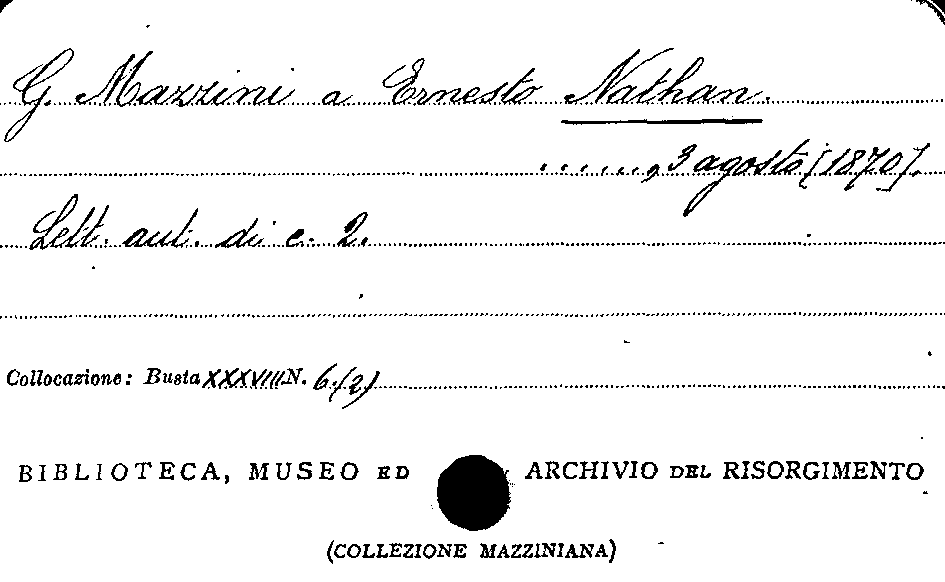 G. Mazzini a Ernesto Nathan.
......, 3 agosto [1870].
Lett. aut. di c. 2.
Collocazione: Busta XXXVIII N. 6.(2)
BIBLIOTECA, MUSEO ED ARCHIVIO DEL RISORGIMENTO
(COLLEZIONE MAZZINIANA)